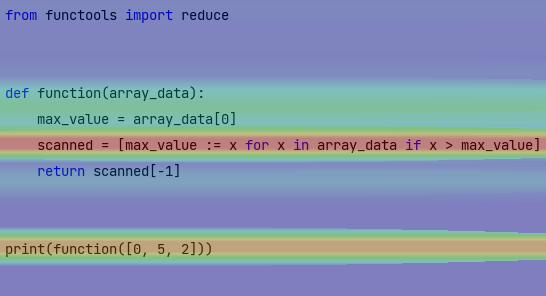 from functools import reduce
def function(array_data):
    max_value = array_data[0]
    scanned = [max_value := x for x in array_data if x > max_value]
    return scanned[-1]
print(function([0, 5, 2]))